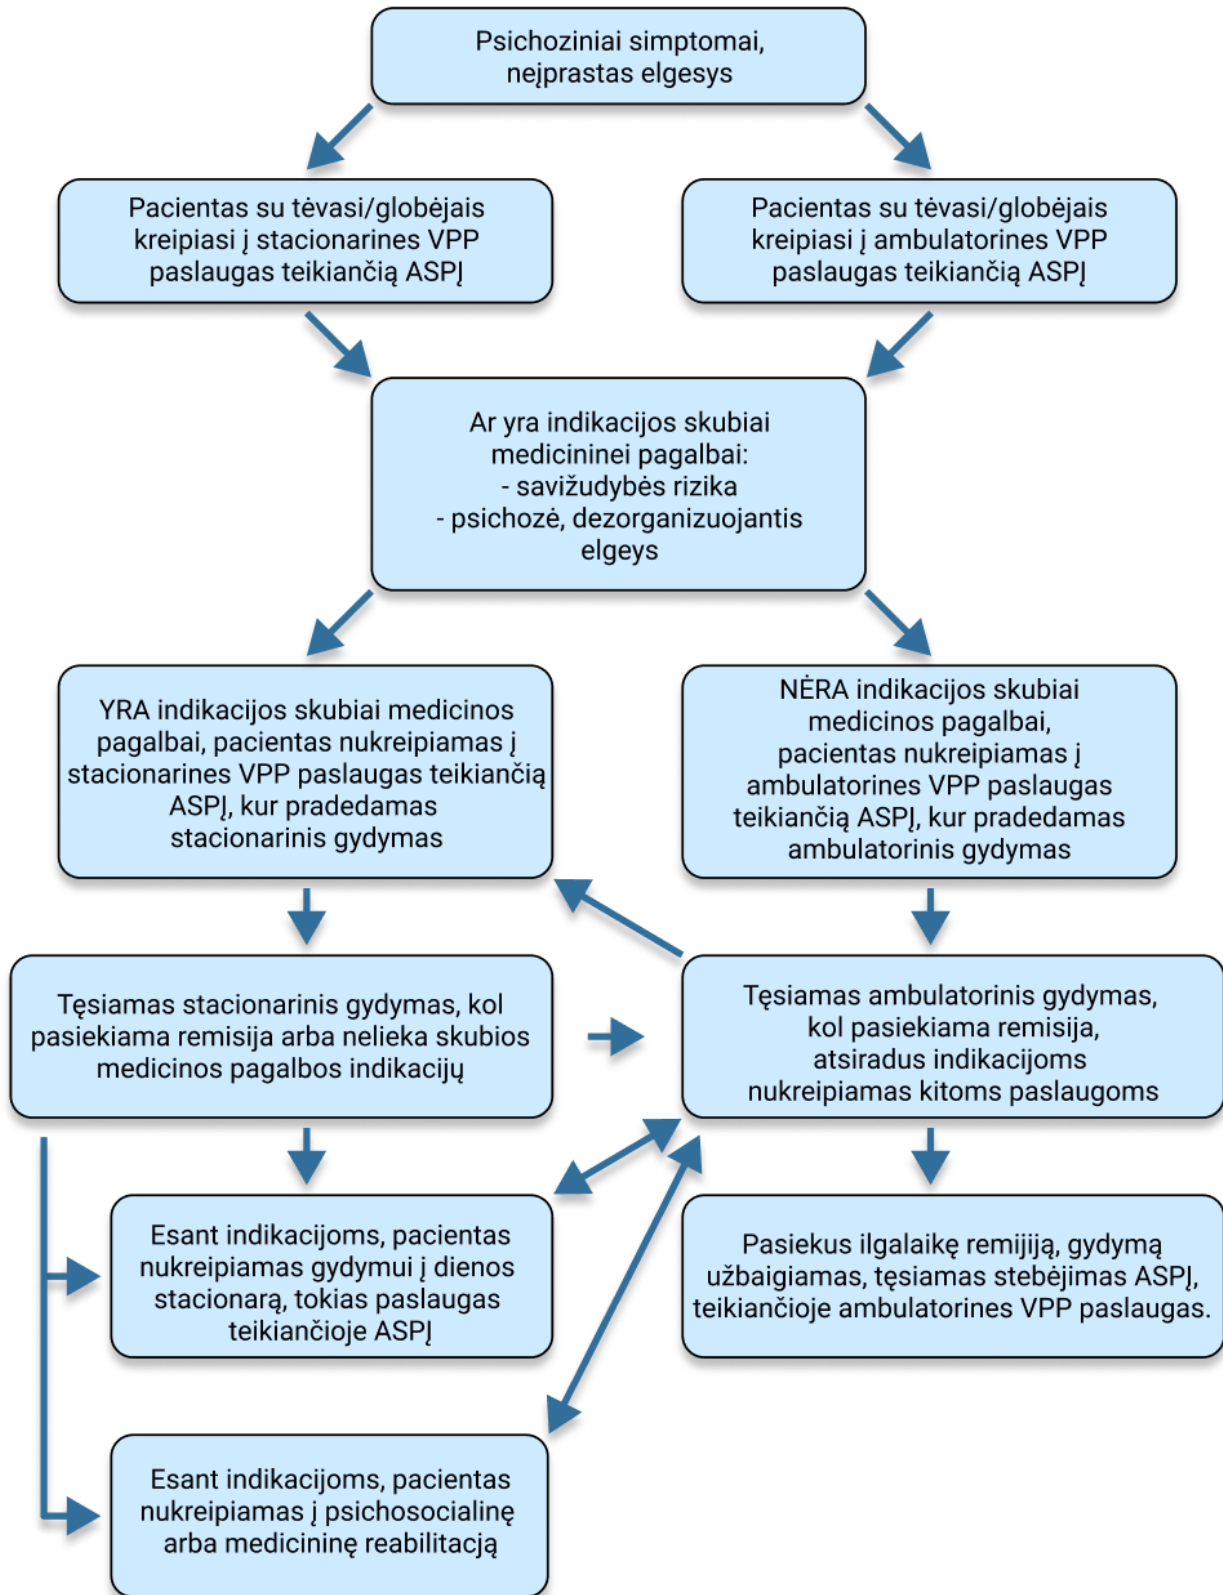 Psichoziniai simptomai,
neįprastas elgesys
Pacientas su tėvasi/globėjais
kreipiasi į stacionarines VPP
paslaugas teikiančią ASPĮ
Pacientas su tėvasi/globėjais
kreipiasi į ambulatorines VPP
paslaugas teikiančią ASPĮ
Ar yra indikacijos skubiai
medicininei pagalbai:
- savižudybės rizika
- psichozė, dezorganizuojantis
elgeys
YRA indikacijos skubiai medicinos
pagalbai, pacientas nukreipiamas į
stacionarines VPP paslaugas teikiančią
ASPĮ, kur pradedamas
stacionarinis gydymas
NĖRA indikacijos skubiai
medicinos pagalbai,
pacientas nukreipiamas į
ambulatorines VPP paslaugas
teikiančią ASPĮ, kur pradedamas
ambulatorinis gydymas
Tęsiamas stacionarinis gydymas, kol
pasiekiama remisija arba nelieka skubios
medicinos pagalbos indikacijų
Tęsiamas ambulatorinis gydymas,
kol pasiekiama remisija,
atsiradus indikacijoms
nukreipiamas kitoms paslaugoms
Esant indikacijoms, pacientas
nukreipiamas gydymui į dienos
stacionarą, tokias paslaugas
teikiančioje ASPĮ
Pasiekus ilgalaikę remijiją, gydymą
užbaigiamas, tęsiamas stebėjimas ASPĮ,
teikiančioje ambulatorines VPP paslaugas.
Esant indikacijoms, pacientas
nukreipiamas į psichosocialinę
arba medicininę reabilitacją